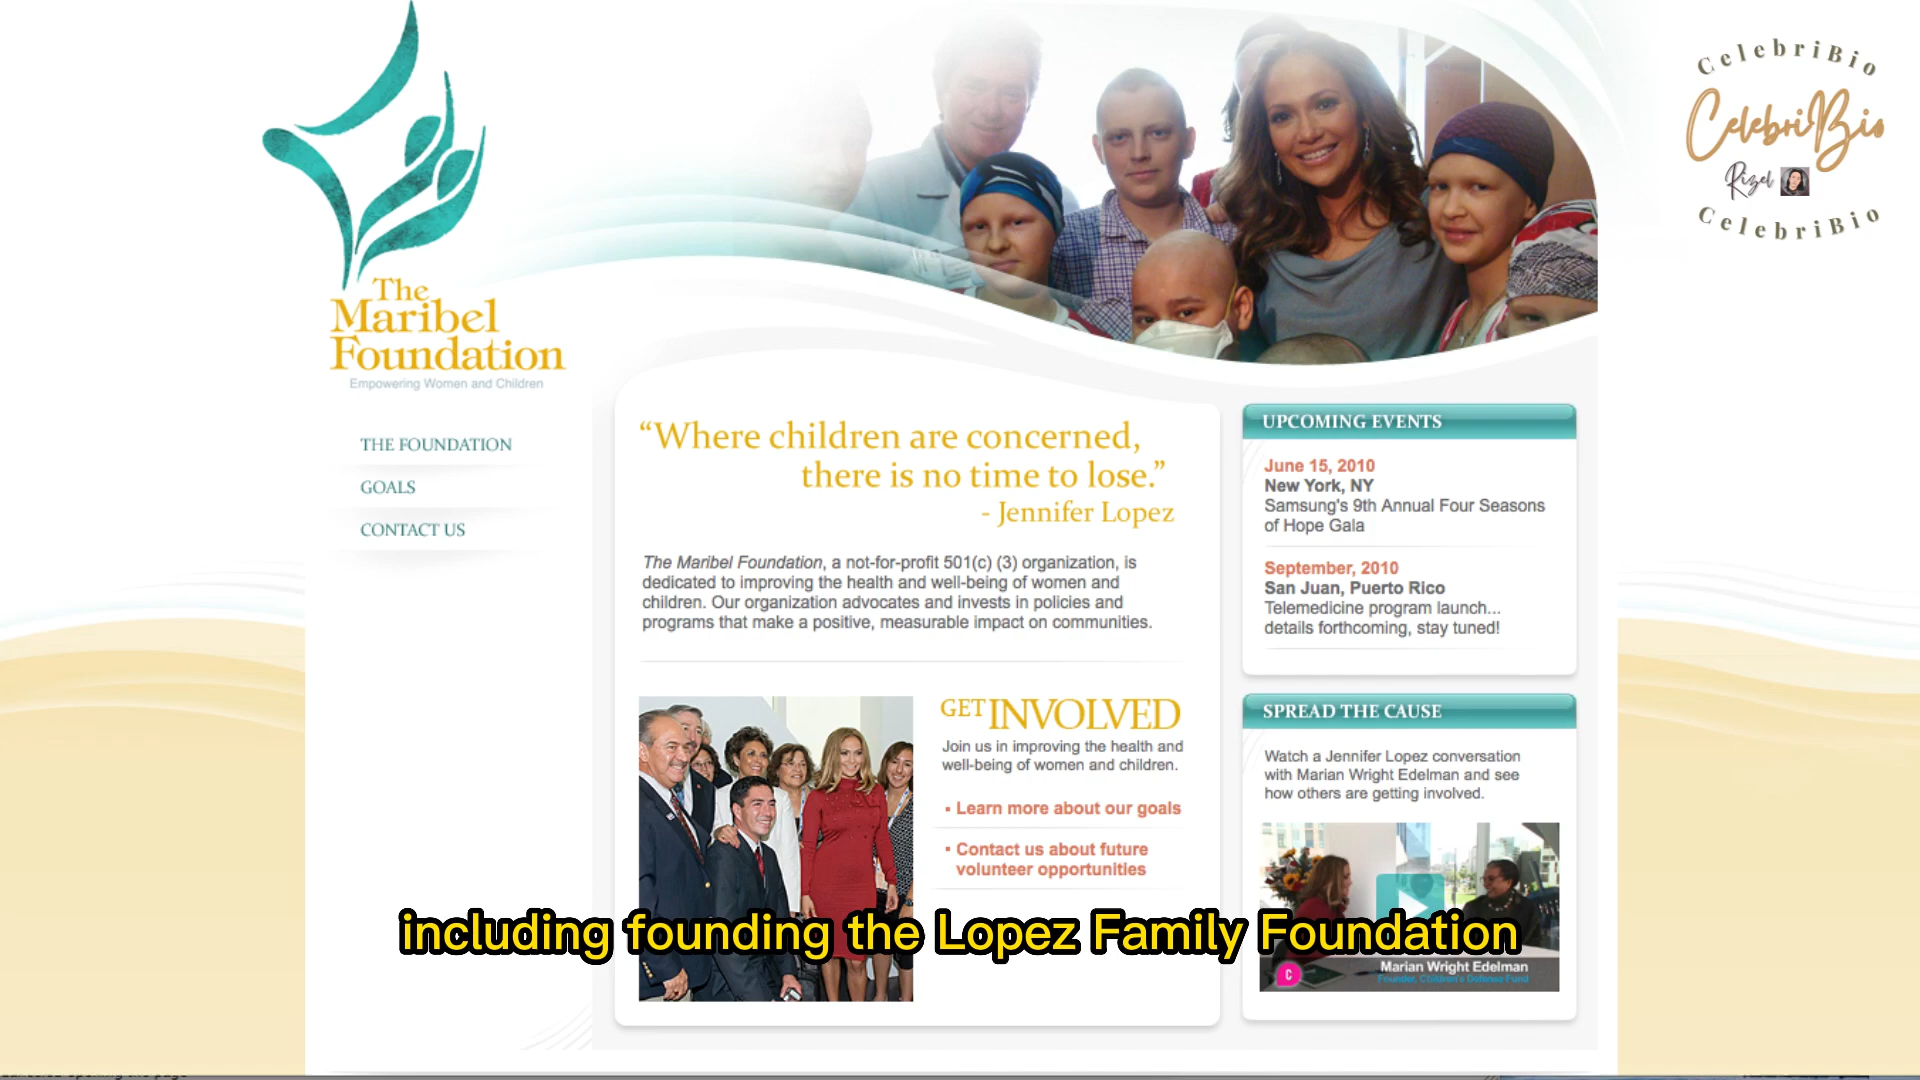 CelebriBio
CelebriBio
Rizel
CelebriBio
The
Maribel
Foundation
Empowering Women and Children
THE FOUNDATION
GOALS
CONTACT US
“Where children are concerned,
there is no time to lose.”
- Jennifer Lopez
The Maribel Foundation, a not-for-profit 501(c) (3) organization, is
dedicated to improving the health and well-being of women and
children. Our organization advocates and invests in policies and
programs that make a positive, measurable impact on communities.
GET INVOLVED
Join us in improving the health and
well-being of women and children.
▪ Learn more about our goals
▪ Contact us about future
volunteer opportunities
UPCOMING EVENTS
June 15, 2010
New York, NY
Samsung's 9th Annual Four Seasons
of Hope Gala
September, 2010
San Juan, Puerto Rico
Telemedicine program launch...
details forthcoming, stay tuned!
SPREAD THE CAUSE
Watch a Jennifer Lopez conversation
with Marian Wright Edelman and see
how others are getting involved.
C
Marian Wright Edelman
Founder, Children's Defense Fund
including founding the Lopez Family Foundation